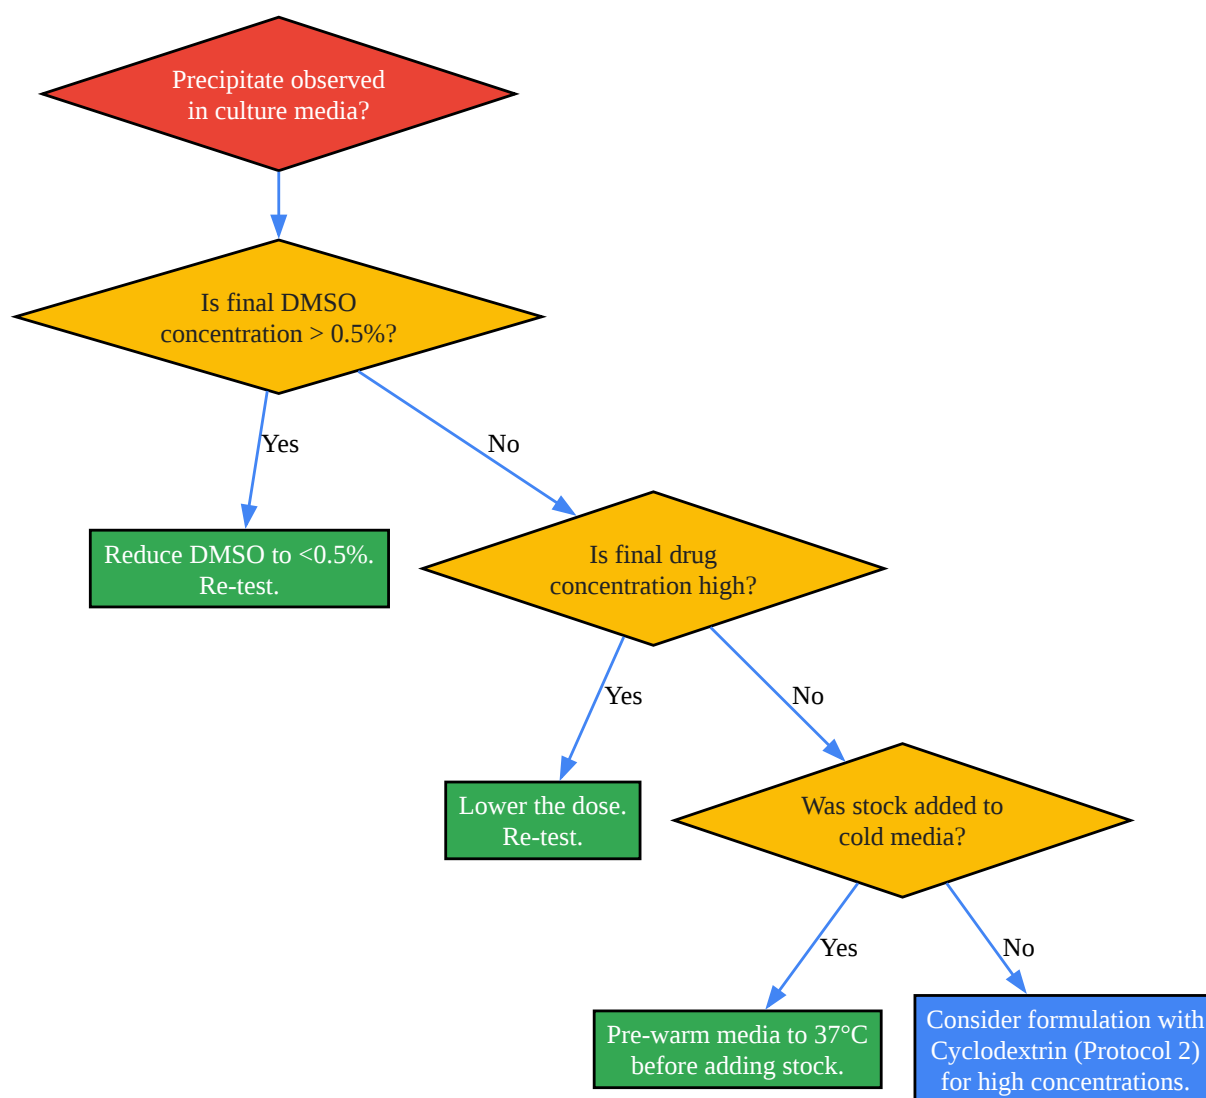 Precipitate observed
in culture media?
Is final DMSO
concentration > 0.5%?
Yes
No
Reduce DMSO to <0.5%.
Re-test.
Is final drug
concentration high?
Yes
No
Lower the dose.
Re-test.
Was stock added to
cold media?
Yes
No
Pre-warm media to 37°C
before adding stock.
Consider formulation with
Cyclodextrin (Protocol 2)
for high concentrations.